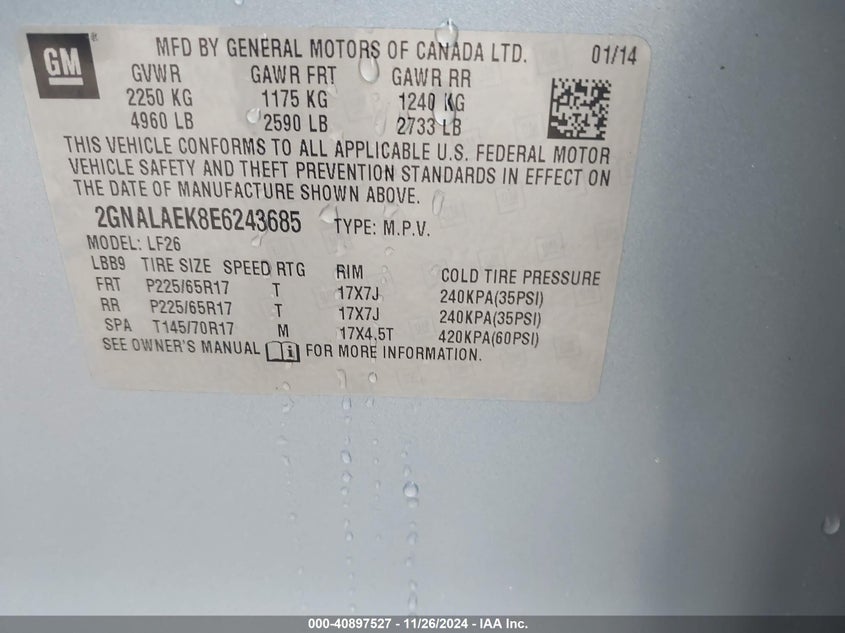 GM
MFD BY GENERAL MOTORS OF CANADA LTD. 01/14
GVWR GAWR FRT GAWR RR
2250 KG 1175 KG 1240 KG
4960 LB 2590 LB 2733 LB
THIS VEHICLE CONFORMS TO ALL APPLICABLE U.S. FEDERAL MOTOR
VEHICLE SAFETY AND THEFT PREVENTION STANDARDS IN EFFECT ON
THE DATE OF MANUFACTURE SHOWN ABOVE.
2GNALAEK8E6243685 TYPE: M.P.V.
MODEL: LF26
LBB9 TIRE SIZE SPEED RTG RIM COLD TIRE PRESSURE
FRT P225/65R17 T 17X7J 240KPA(35PSI)
RR P225/65R17 T 17X7J 240KPA(35PSI)
SPA T145/70R17 M 17X4.5T 420KPA(60PSI)
SEE OWNER'S MANUAL FOR MORE INFORMATION.
000-40897527 - 11/26/2024 - IAA Inc.